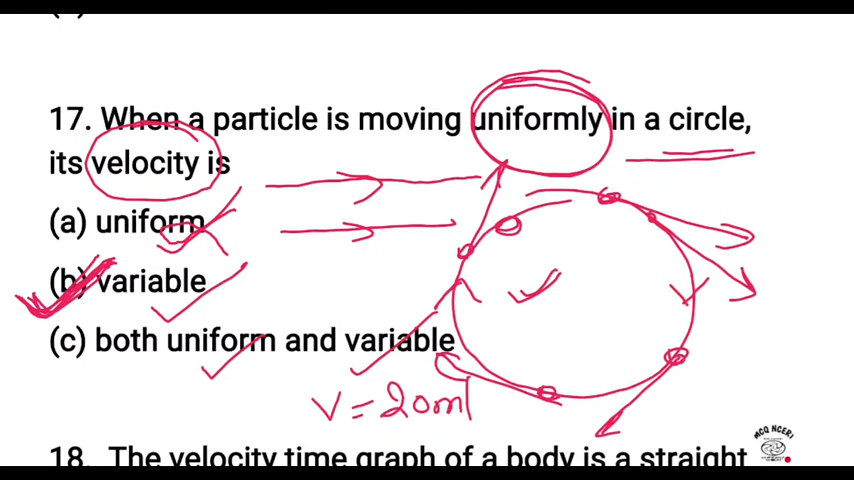 17. When a particle is moving uniformly in a circle,
its velocity is
(a) uniform
(b) variable
(c) both uniform and variable
V = 20m/
18. The velocity time graph of a body is a straight
MCQ NCERT